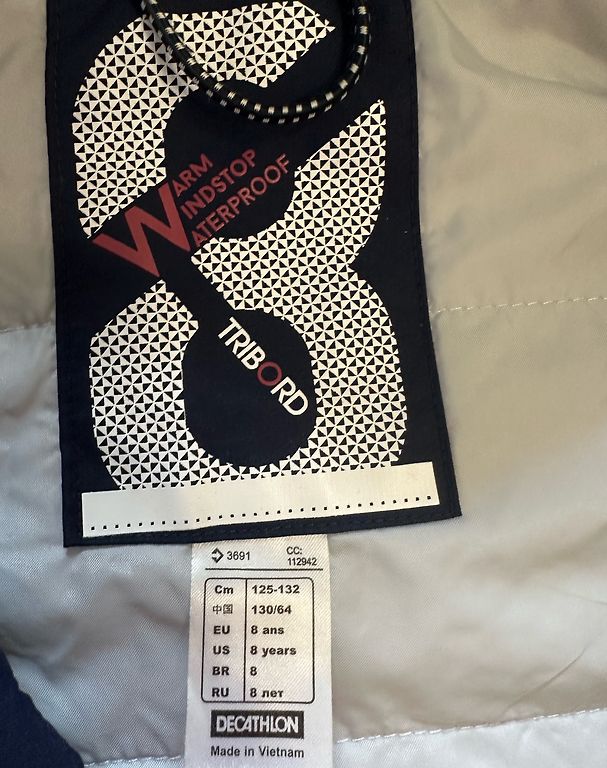 WARM
WINDSTOP
WATERPROOF
TRIBORD
3691 CC: 112942
Cm 125-132
中国 130/64
EU 8 ans
US 8 years
BR 8
RU 8 лет
DECATHLON
Made in Vietnam